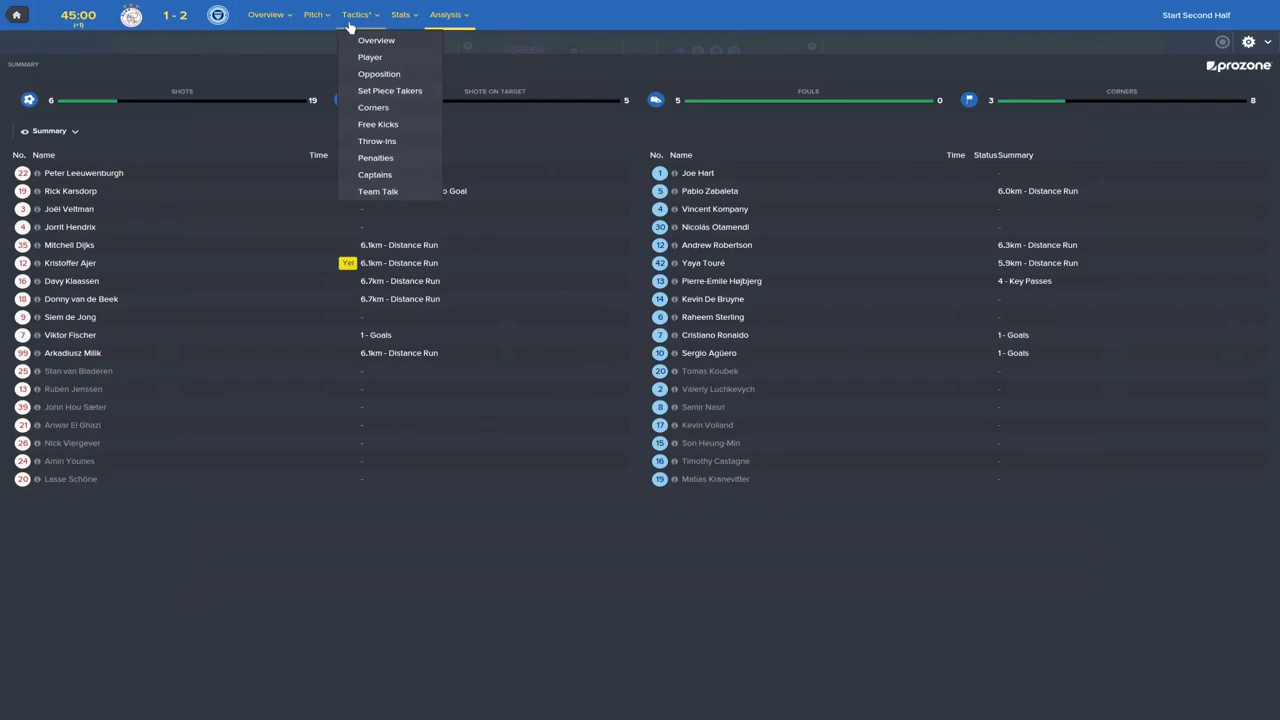 45:00 (+1) 1 - 2 Overview Pitch Tactics* Stats Analysis Start Second Half
Overview
Player
Opposition
Set Piece Takers
Corners
Free Kicks
Throw-Ins
Penalties
Captains
Team Talk
SUMMARY prozone
6 SHOTS 19 SHOTS ON TARGET 5 5 FOULS 0 3 CORNERS 8
Summary
No. Name Time
22 Peter Leeuwenburgh
19 Rick Karsdorp o Goal
3 Joël Veltman -
4 Jorrit Hendrix -
35 Mitchell Dijks 6.1km - Distance Run
12 Kristoffer Ajer Yel 6.1km - Distance Run
16 Davy Klaassen 6.7km - Distance Run
18 Donny van de Beek 6.7km - Distance Run
9 Siem de Jong -
7 Viktor Fischer 1 - Goals
99 Arkadiusz Milik 6.1km - Distance Run
25 Stan van Bladeren -
13 Ruben Jenssen -
39 John Hou Sæter -
21 Anwar El Ghazi -
26 Nick Viergever -
24 Amin Younes -
20 Lasse Schöne -
No. Name Time Status Summary
1 Joe Hart -
5 Pablo Zabaleta 6.0km - Distance Run
4 Vincent Kompany -
30 Nicolás Otamendi -
12 Andrew Robertson 6.3km - Distance Run
42 Yaya Touré 5.9km - Distance Run
13 Pierre-Emile Højbjerg 4 - Key Passes
14 Kevin De Bruyne -
6 Raheem Sterling -
7 Cristiano Ronaldo 1 - Goals
10 Sergio Agüero 1 - Goals
20 Tomas Koubek -
2 Valeriy Luchkevych -
8 Samir Nasri -
17 Kevin Volland -
15 Son Heung-Min -
16 Timothy Castagne -
19 Matías Kranevitter -